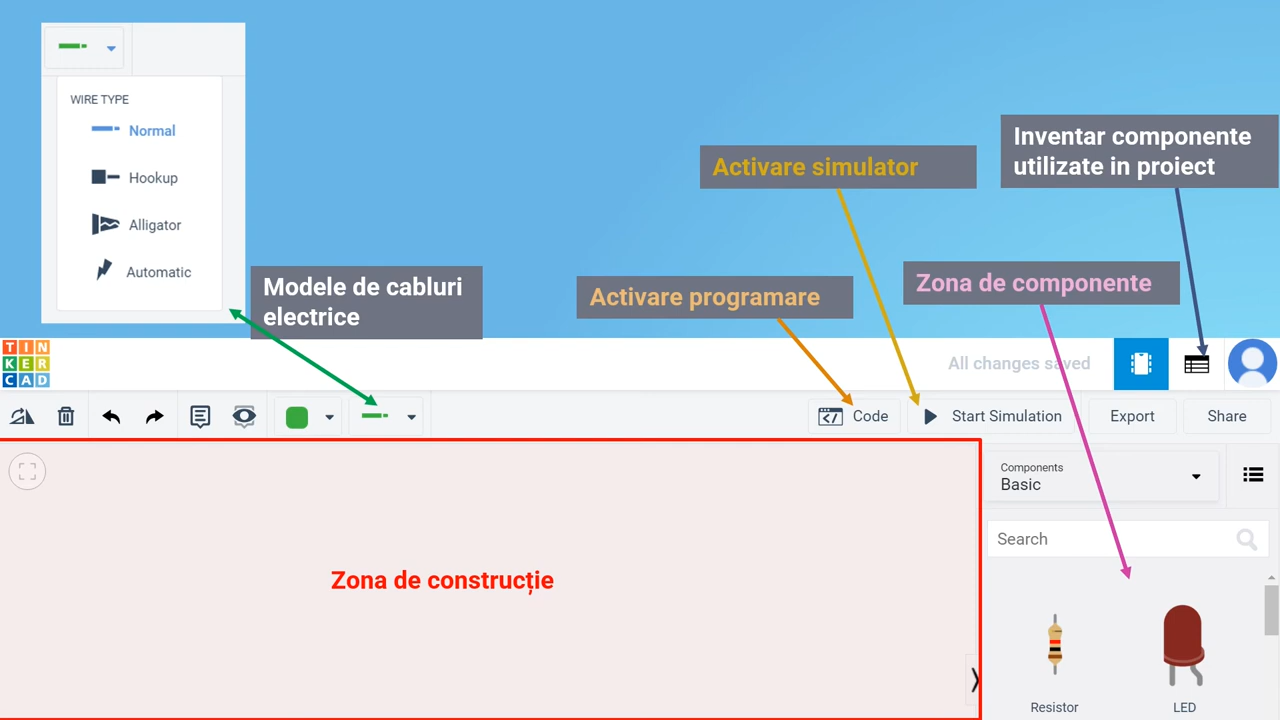 WIRE TYPE
Normal
Hookup
Alligator
Automatic
Modele de cabluri
electrice
Activare programare
Activare simulator
Zona de componente
Inventar componente
utilizate in proiect
TIN
KER
CAD
All changes saved
Code
Start Simulation
Export
Share
Components
Basic
Search
Zona de construcție
Resistor
LED